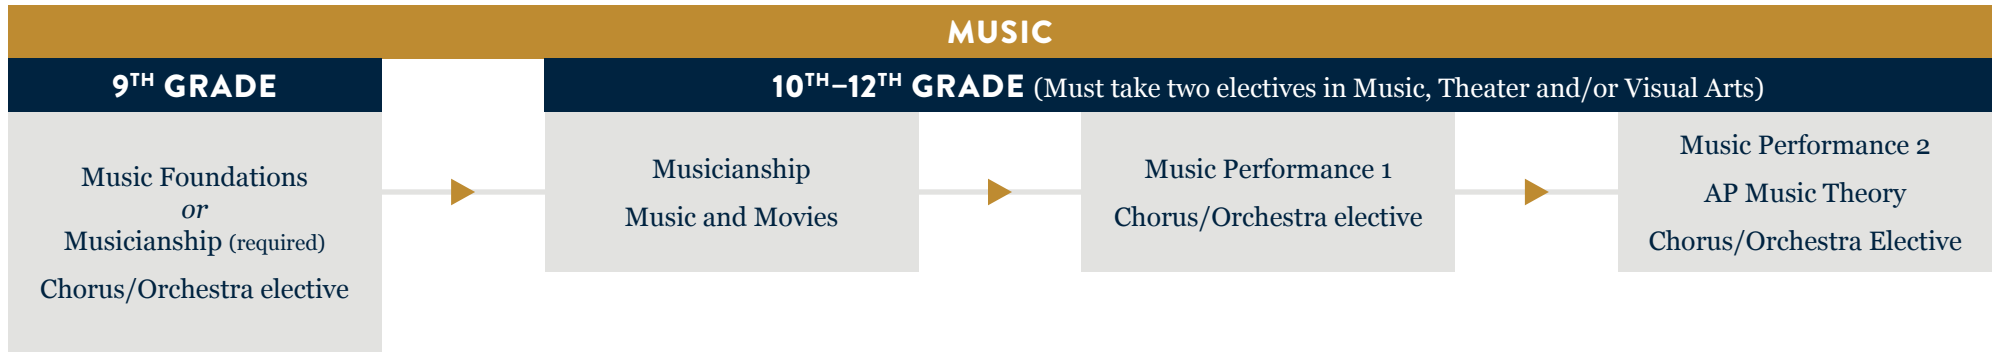 MUSIC
9TH GRADE
10TH–12TH GRADE (Must take two electives in Music, Theater and/or Visual Arts)
Music Foundations
or
Musicianship (required)
Chorus/Orchestra elective
Musicianship
Music and Movies
Music Performance 1
Chorus/Orchestra elective
Music Performance 2
AP Music Theory
Chorus/Orchestra Elective